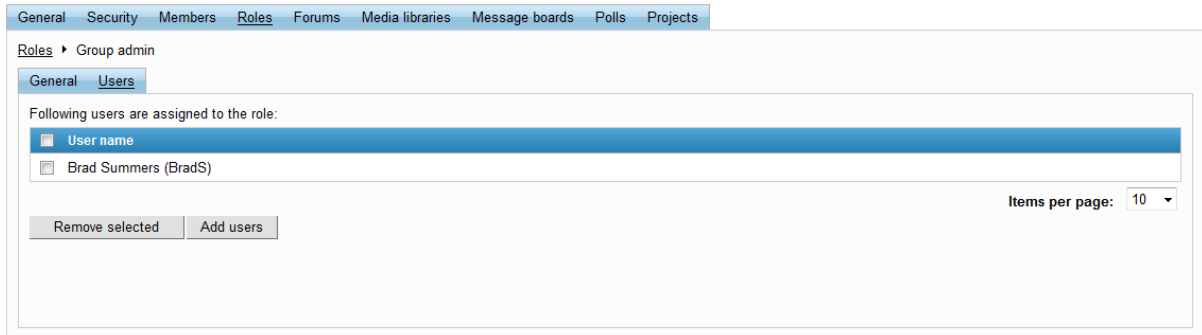 General Security Members Roles Forums Media libraries Message boards Polls Projects
Roles Group admin
General Users
Following users are assigned to the role:
User name
Brad Summers (BradS)
Items per page: 10
Remove selected Add users